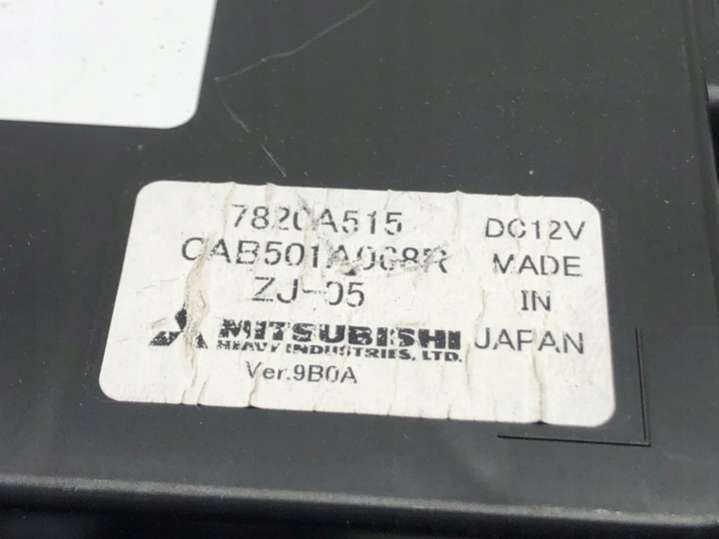 7820A515
CAB501A068R
ZJ-05
MITSUBISHI
HEAVY INDUSTRIES, LTD.
Ver.9B0A
DC12V
MADE
IN
JAPAN